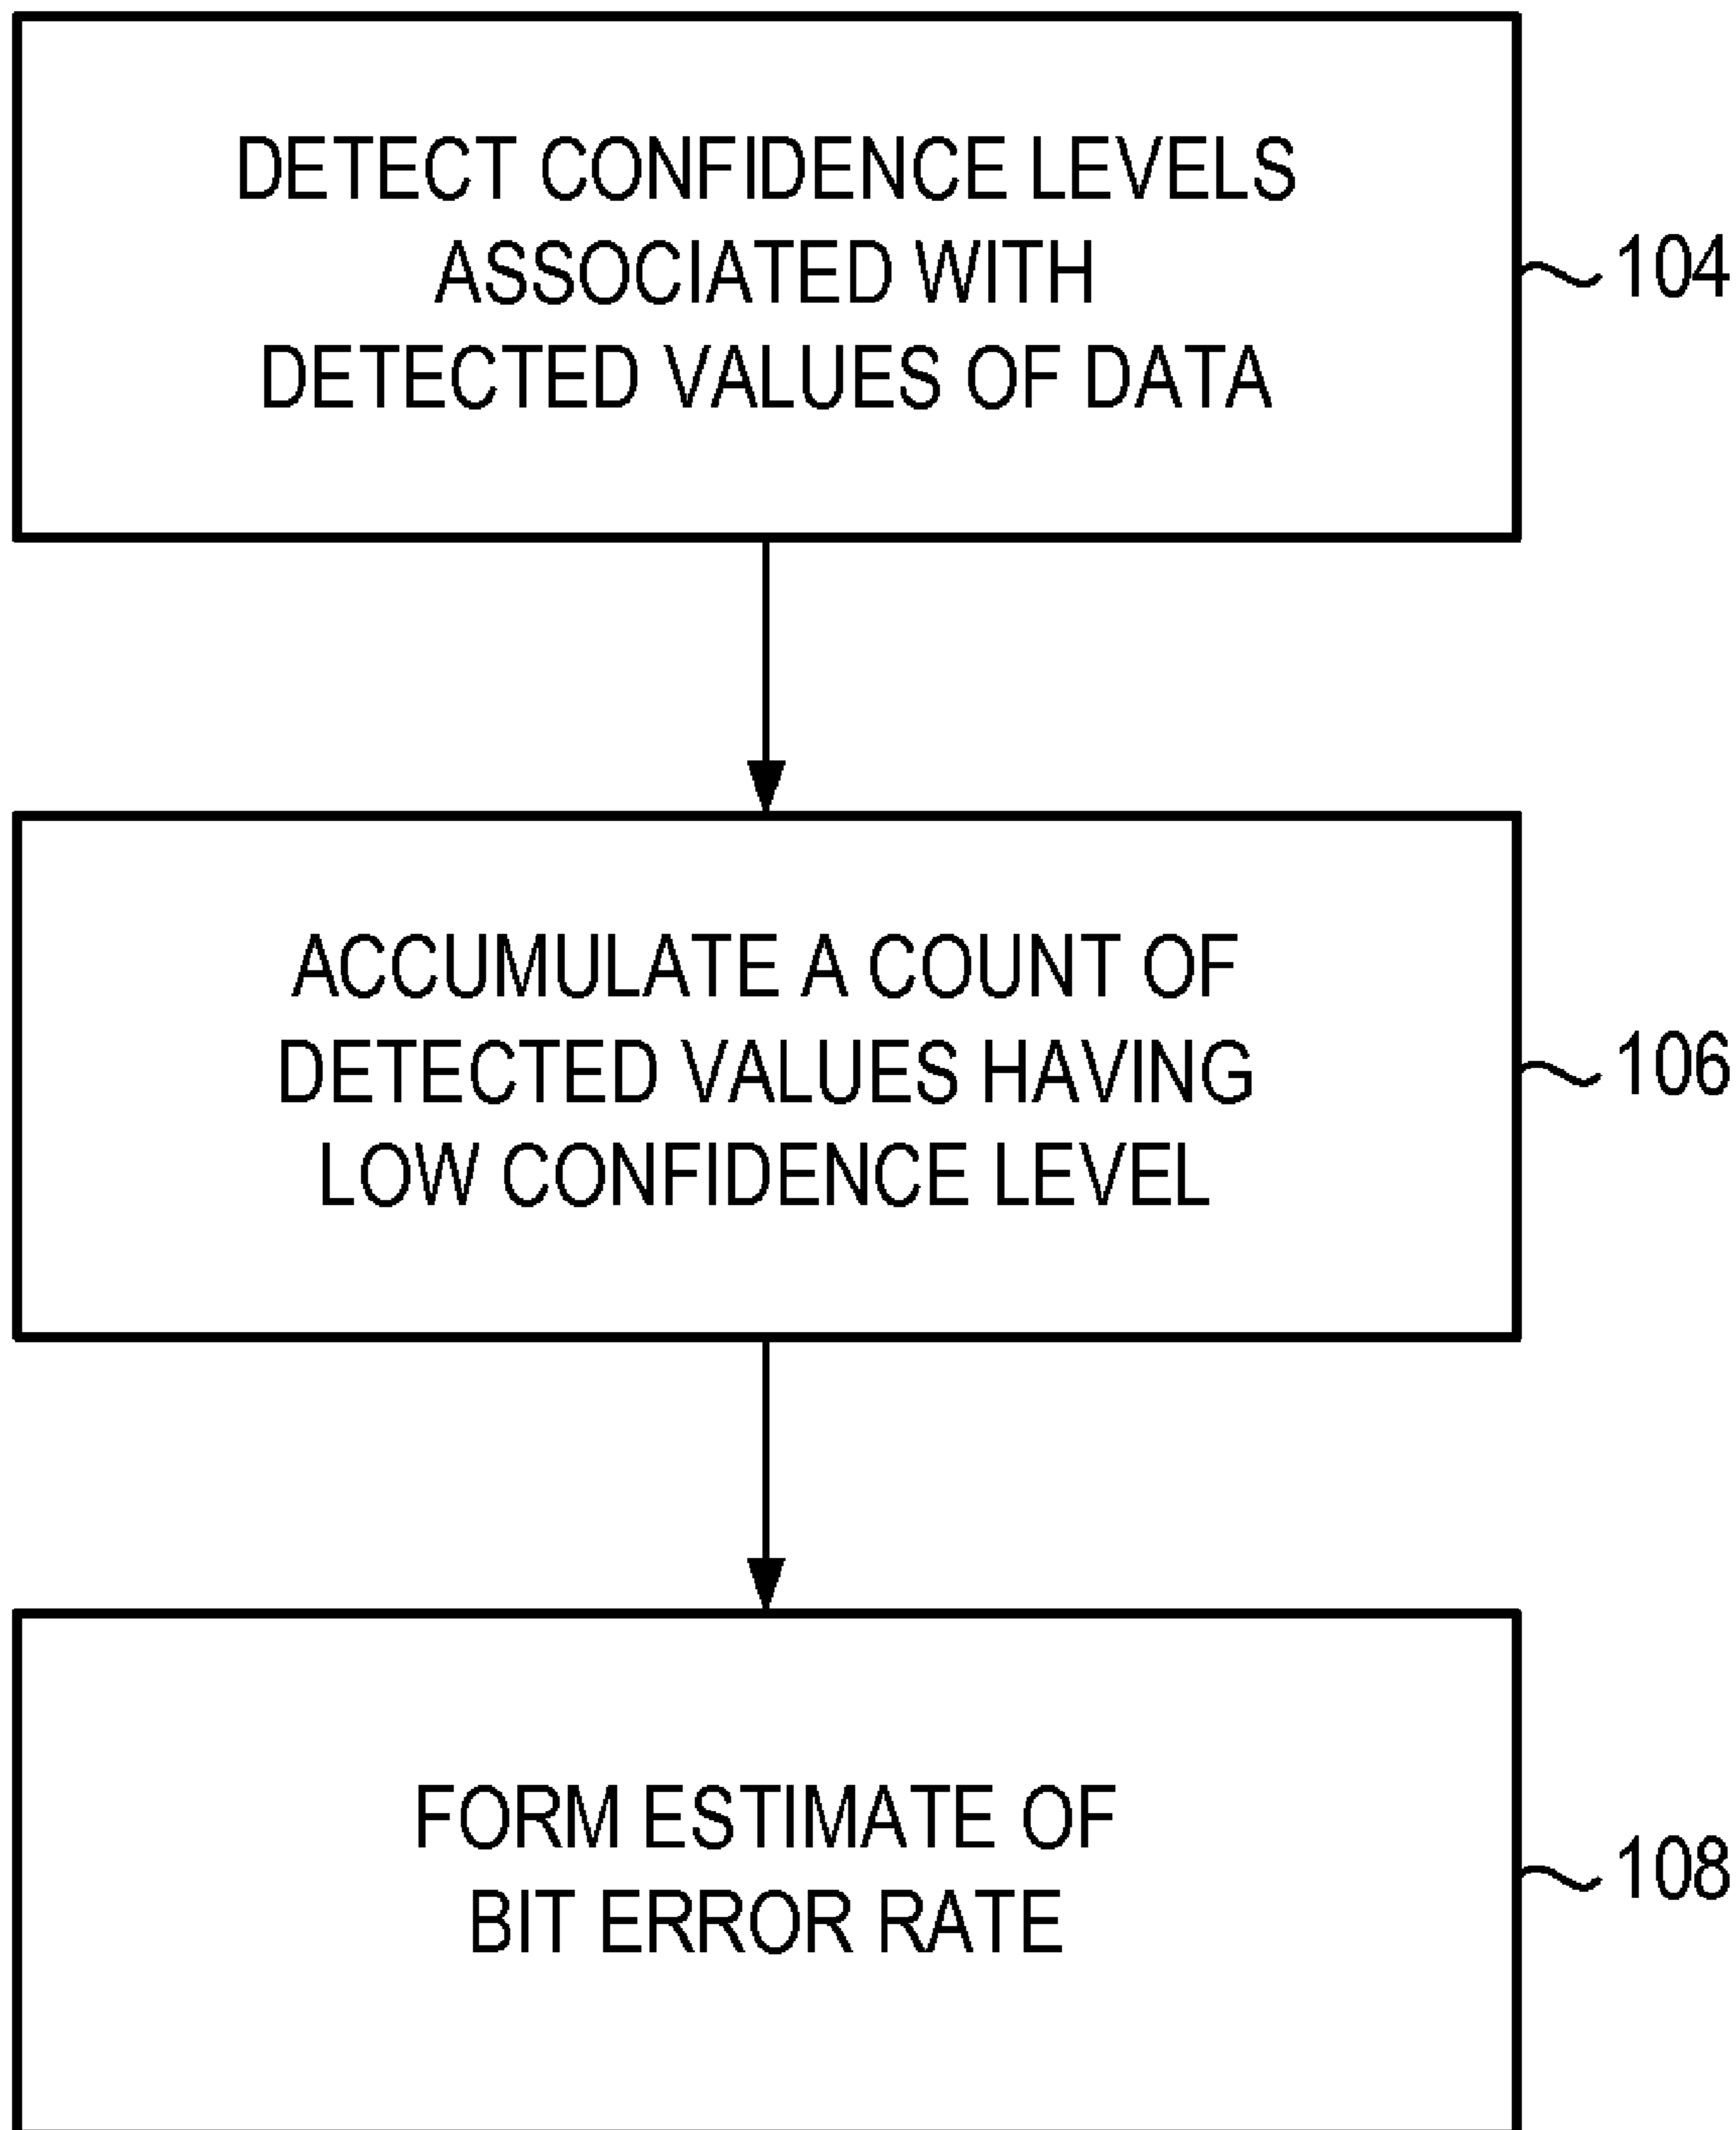 DETECT CONFIDENCE LEVELS
ASSOCIATED WITH
DETECTED VALUES OF DATA
104
ACCUMULATE A COUNT OF
DETECTED VALUES HAVING
LOW CONFIDENCE LEVEL
106
FORM ESTIMATE OF
BIT ERROR RATE
108